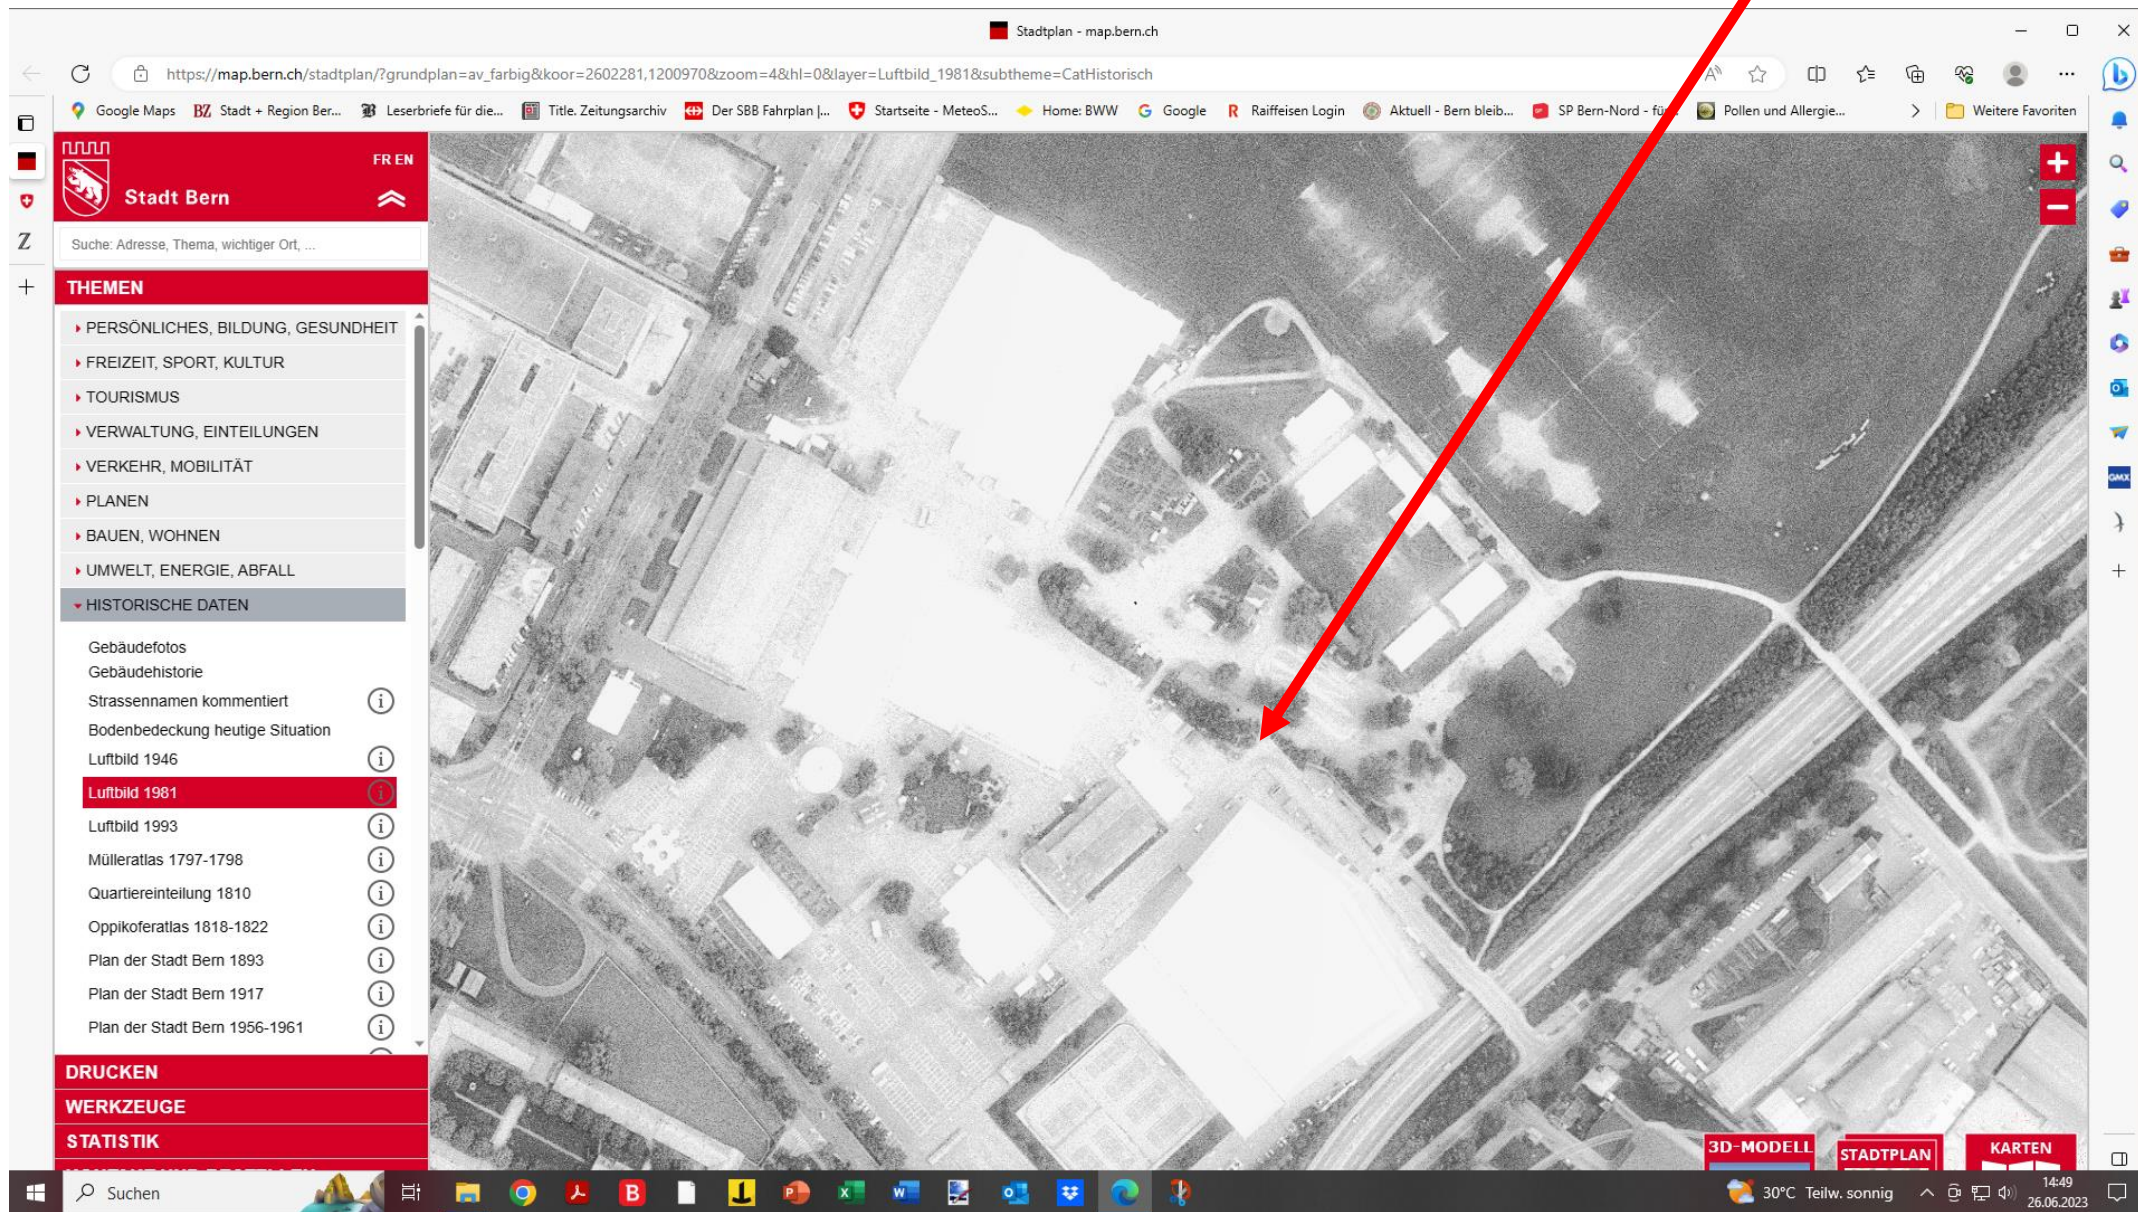 Stadtplan - map.bern.ch
https://map.bern.ch/stadtplan/?grundplan=av_farbig&koor=2602281,1200970&zoom=4&hl=0&layer=Luftbild_1981&subtheme=CatHistorisch
Google Maps
BZ Stadt + Region Ber...
Leserbriefe für die...
Title. Zeitungsarchiv
Der SBB Fahrplan |...
Startseite - MeteoS...
Home: BWW
Google
Raiffeisen Login
Aktuell - Bern bleib...
SP Bern-Nord - fü
Pollen und Allergie...
Weitere Favoriten
FR EN
Stadt Bern
Suche: Adresse, Thema, wichtiger Ort, ...
THEMEN
PERSÖNLICHES, BILDUNG, GESUNDHEIT
FREIZEIT, SPORT, KULTUR
TOURISMUS
VERWALTUNG, EINTEILUNGEN
VERKEHR, MOBILITÄT
PLANEN
BAUEN, WOHNEN
UMWELT, ENERGIE, ABFALL
HISTORISCHE DATEN
Gebäudefotos
Gebäudehistorie
Strassennamen kommentiert
Bodenbedeckung heutige Situation
Luftbild 1946
Luftbild 1981
Luftbild 1993
Mülleratlas 1797-1798
Quartiereinteilung 1810
Oppikoferatlas 1818-1822
Plan der Stadt Bern 1893
Plan der Stadt Bern 1917
Plan der Stadt Bern 1956-1961
DRUCKEN
WERKZEUGE
STATISTIK
3D-MODELL
STADTPLAN
KARTEN
GMX
Suchen
30°C Teilw. sonnig
14:49
26.06.2023